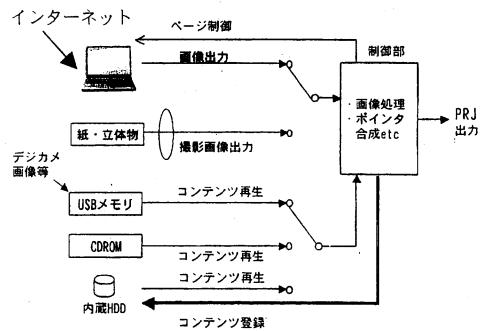 インターネット
ページ制御
画像出力
制御部
・画像処理
・ポインタ
合成etc
PRJ
出力
紙・立体物
撮影画像出力
デジカメ
画像等
コンテンツ再生
USBメモリ
CDROM
コンテンツ再生
コンテンツ再生
内蔵HDD
コンテンツ登録